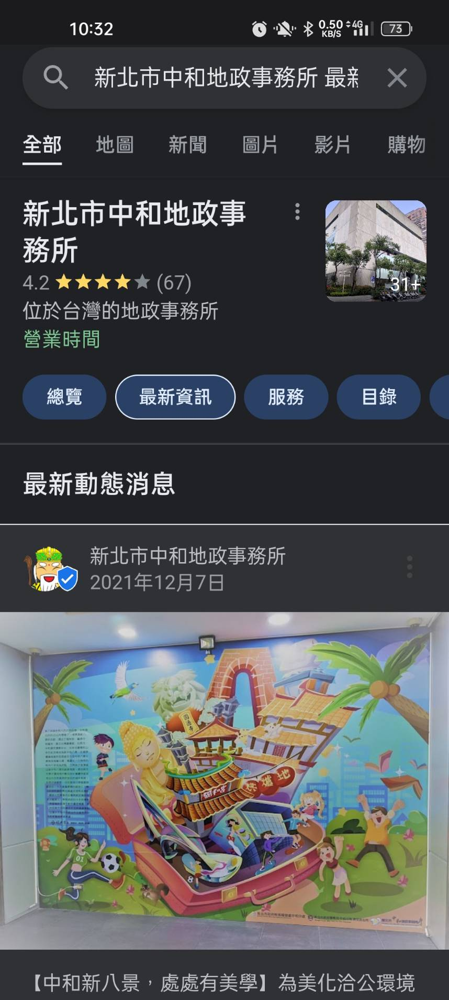 10:32
0.50 KB/S 4G 73
新北市中和地政事務所 最新
全部 地圖 新聞 圖片 影片 購物
新北市中和地政事
務所
4.2 (67)
31+
位於台灣的地政事務所
營業時間
總覽 最新資訊 服務 目錄
最新動態消息
新北市中和地政事務所
2021年12月7日
圓通寺
烘爐地
01
【中和新八景，處處有美學】為美化洽公環境